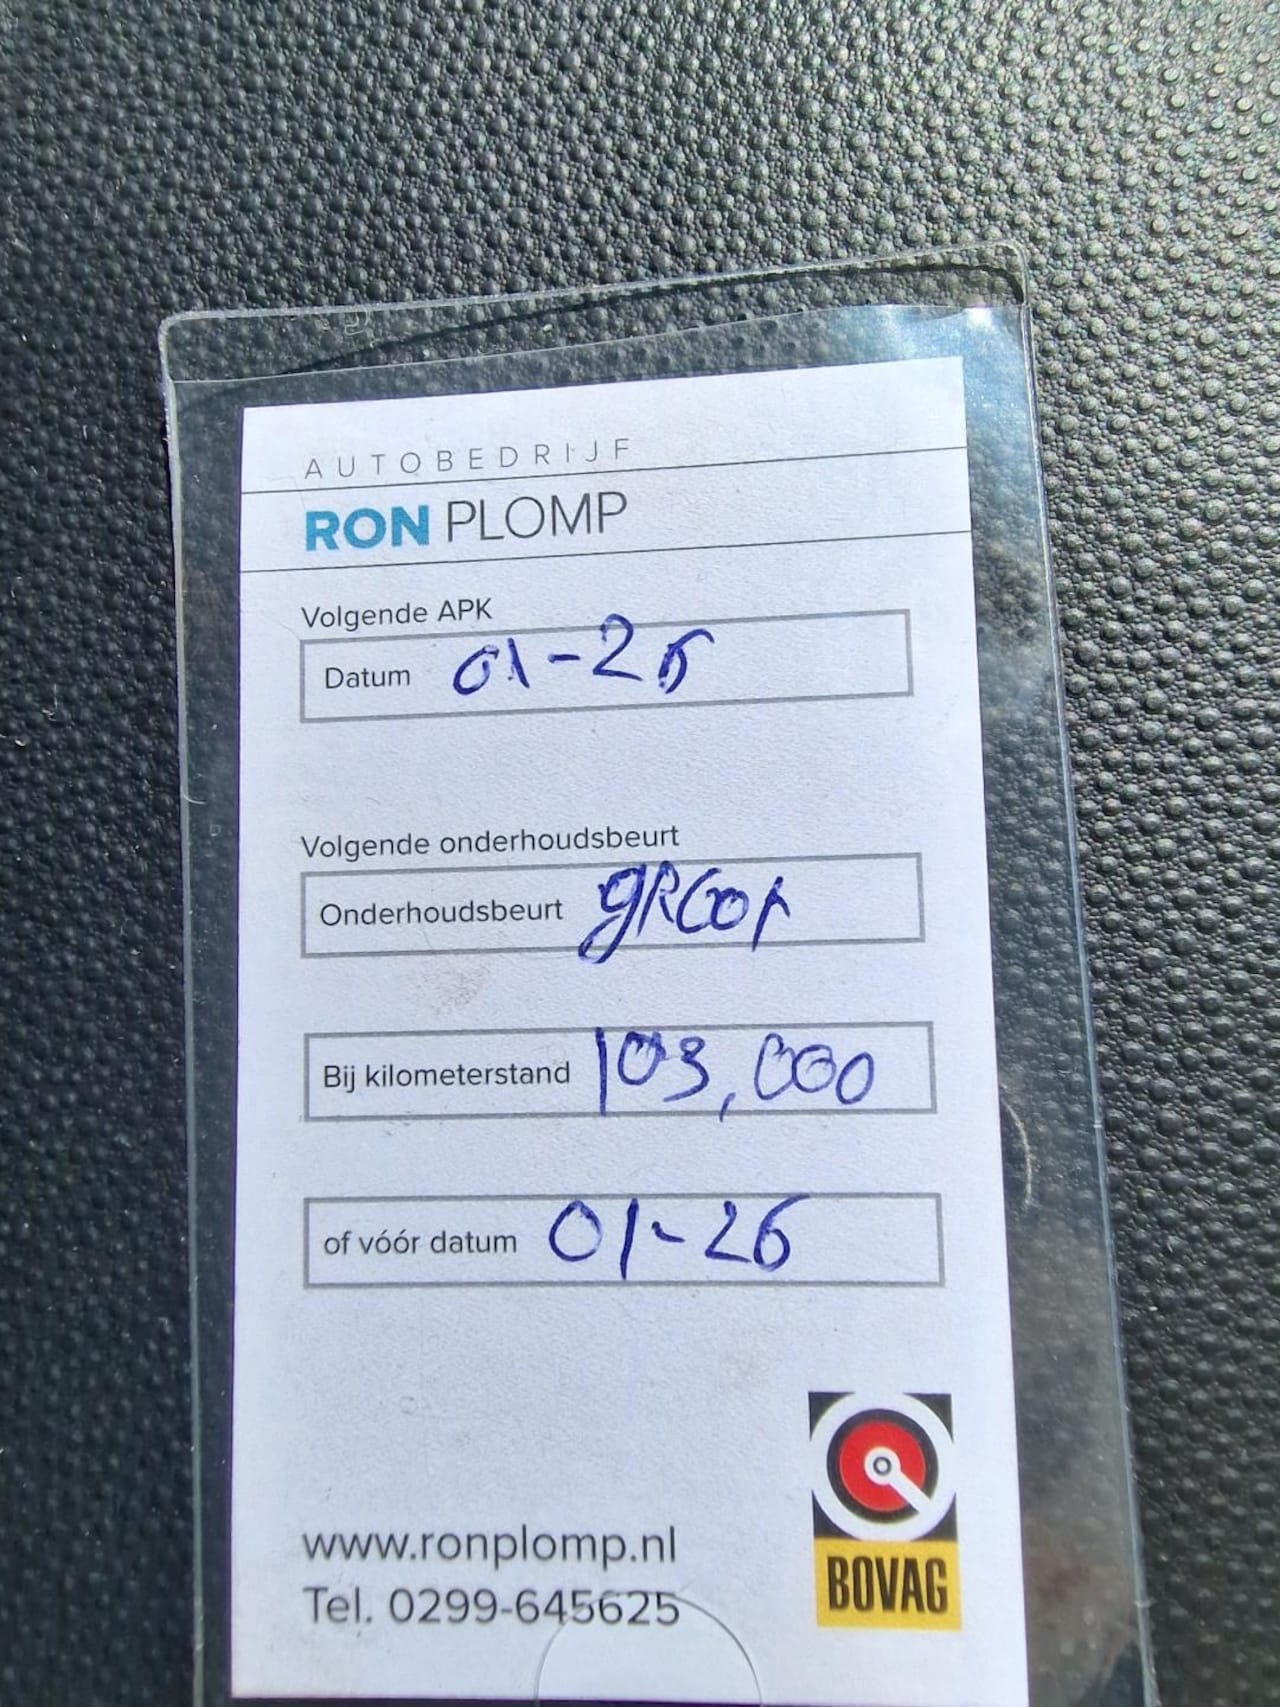 AUTOBEDRIJF
RON PLOMP
Volgende APK
Datum 01-26
Volgende onderhoudsbeurt
Onderhoudsbeurt gRoot
Bij kilometerstand 103,000
of vóór datum 01-26
BOVAG
www.ronplomp.nl
Tel. 0299-645625